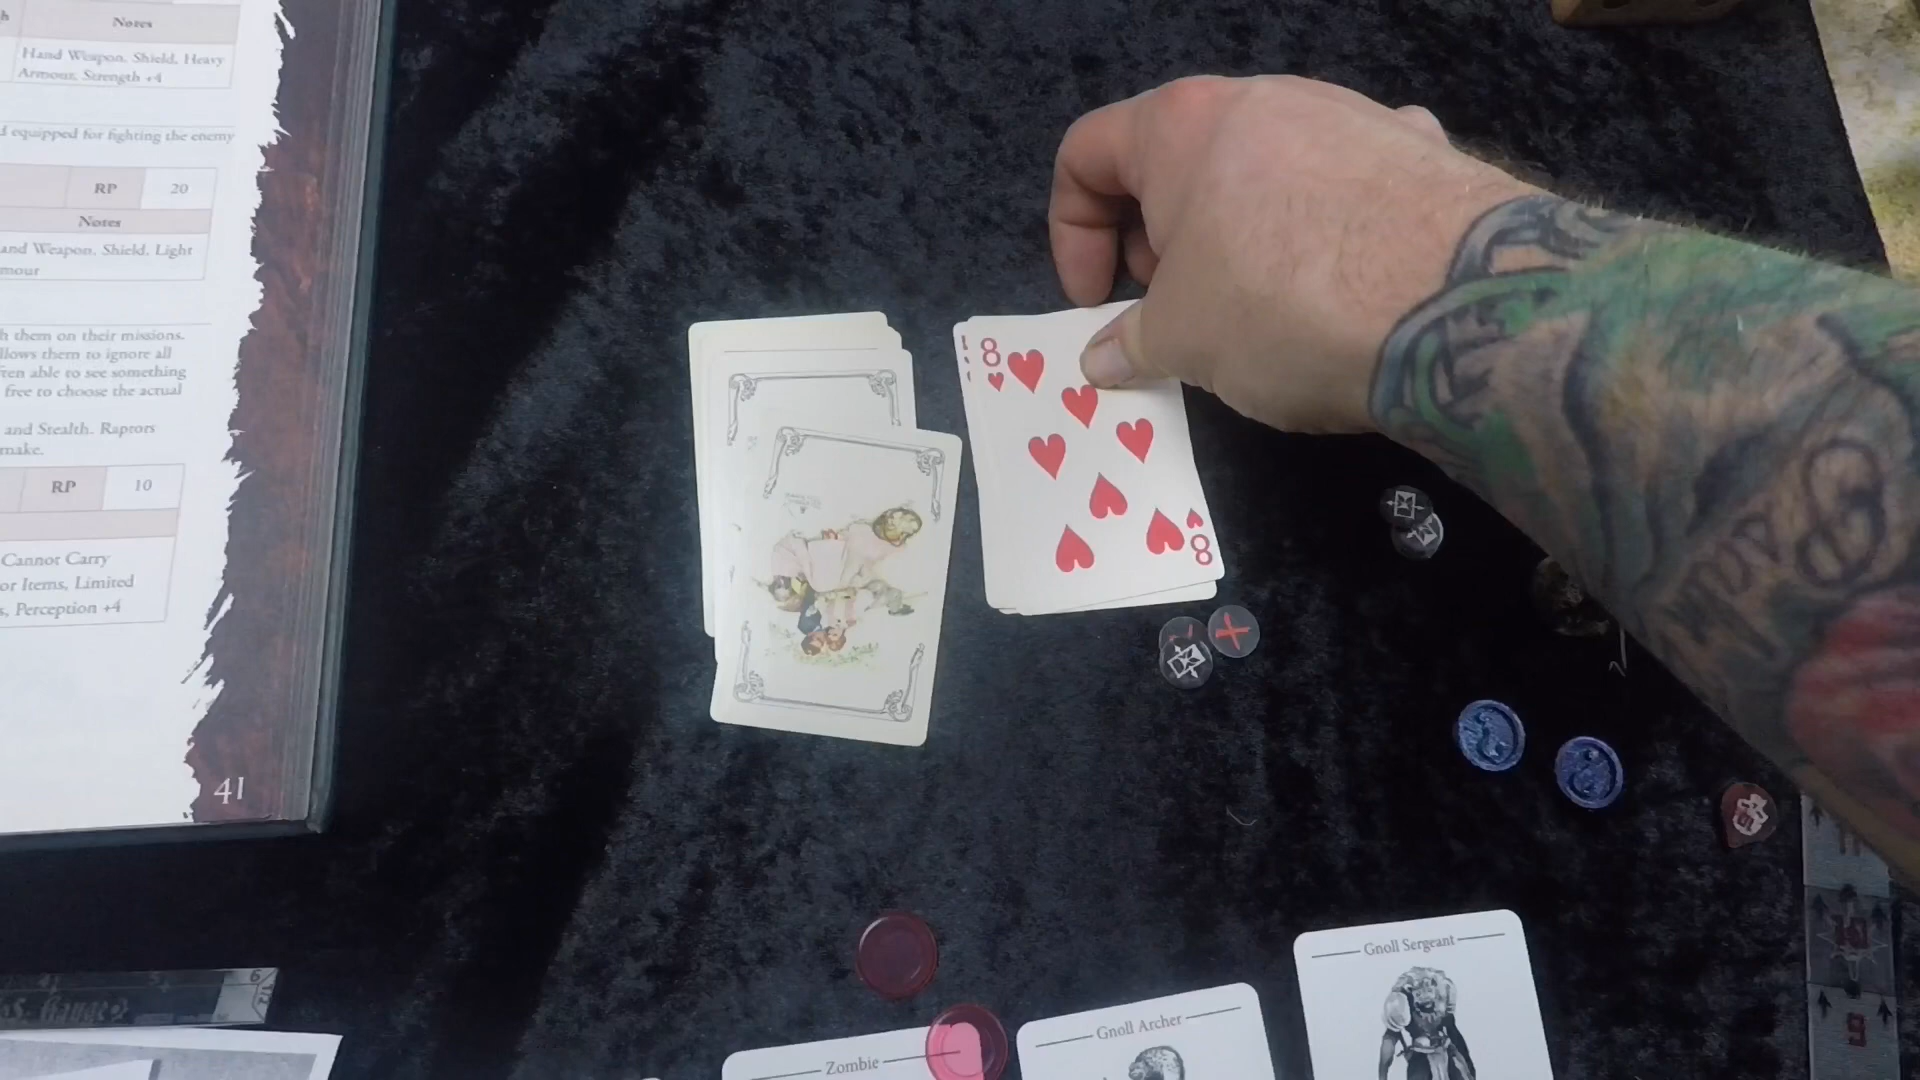 Notes
Hand Weapon, Shield, Heavy
Armour, Strength +4
equipped for fighting the enemy
RP 20
Notes
and Weapon, Shield, Light
mour
h them on their missions.
llows them to ignore all
ften able to see something
free to choose the actual
and Stealth. Raptors
make.
RP 10
Cannot Carry
or Items, Limited
s, Perception +4
41
8
8
6
Zombie
Gnoll Archer
Gnoll Sergeant